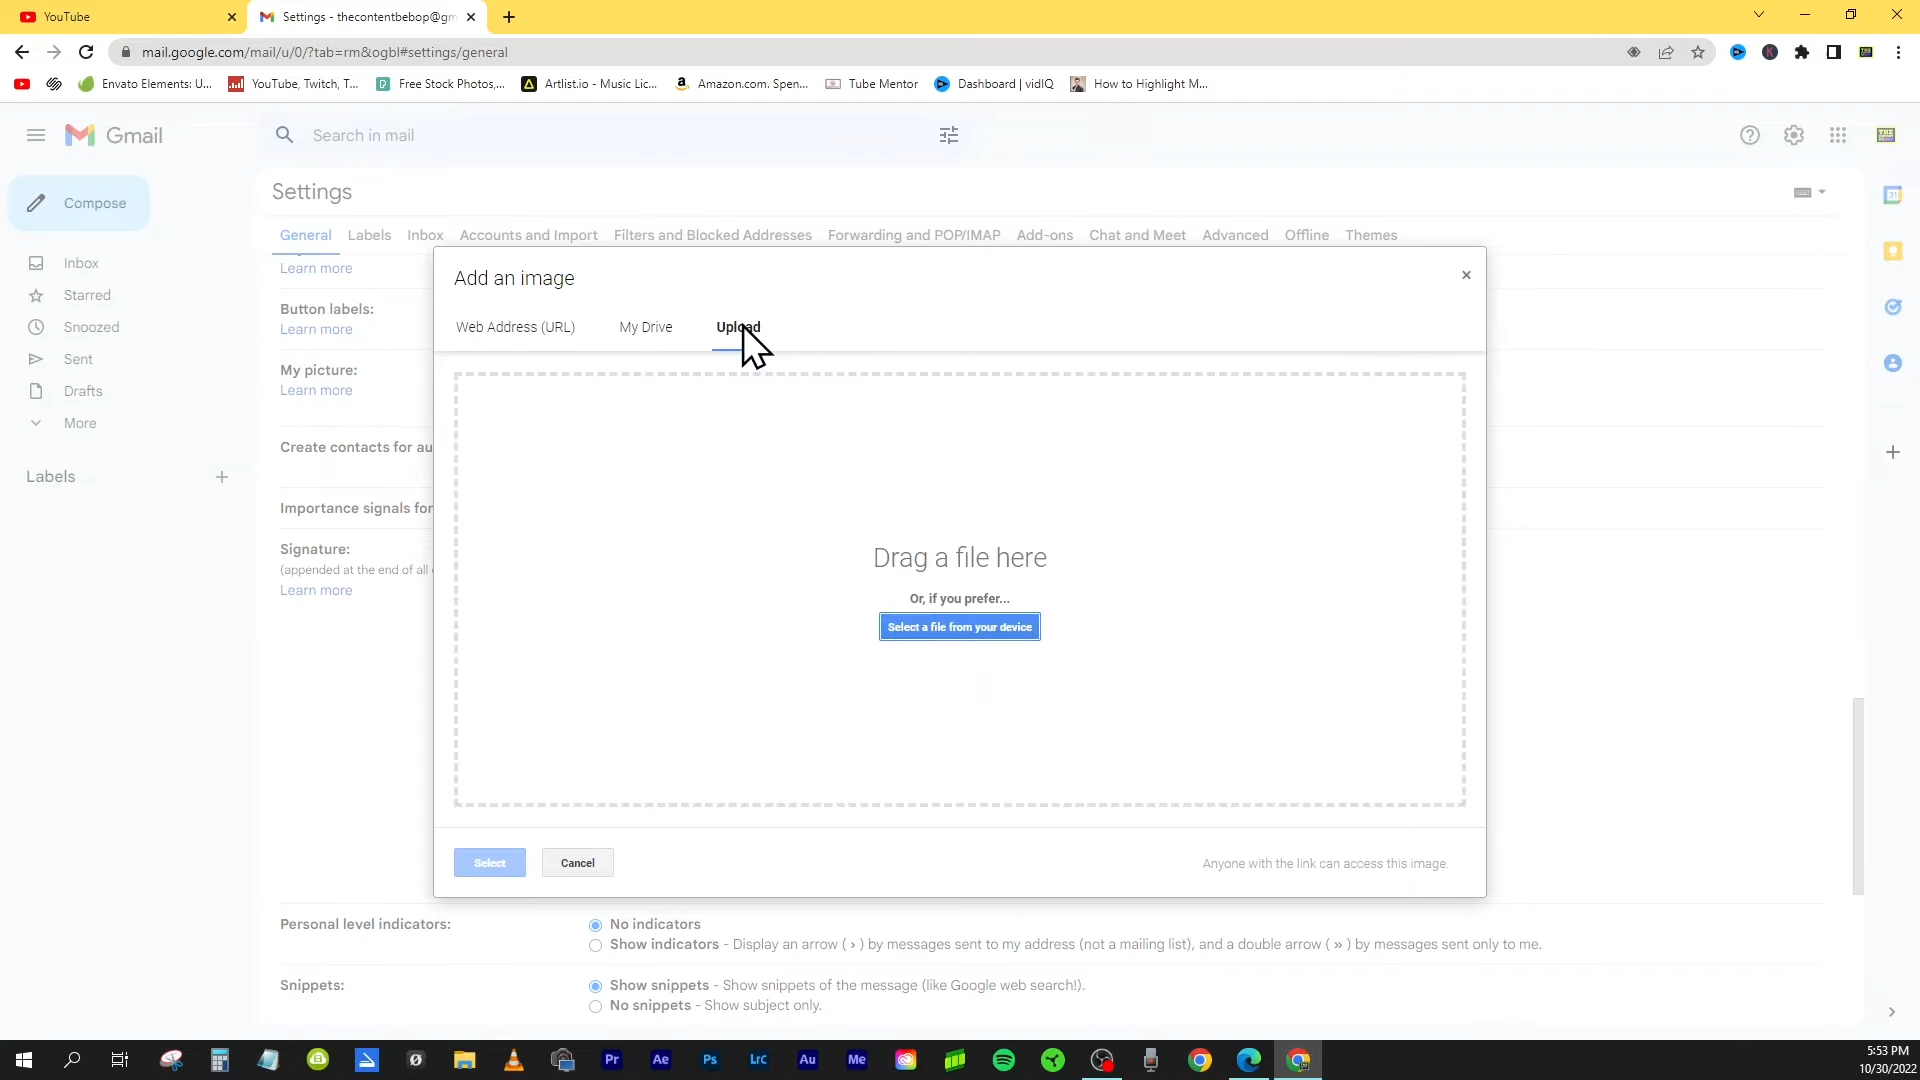 YouTube
Settings - thecontentbebop@gm
mail.google.com/mail/u/0/?tab=rm&ogbl#settings/general
Envato Elements: U...
YouTube, Twitch, T...
Free Stock Photos,...
Artlist.io - Music Lic...
Amazon.com. Spen...
Tube Mentor
Dashboard | vidIQ
How to Highlight M...
Gmail
Search in mail
Compose
Settings
General Labels Inbox Accounts and Import Filters and Blocked Addresses Forwarding and POP/IMAP Add-ons Chat and Meet Advanced Offline Themes
Inbox
Starred
Snoozed
Sent
Drafts
More
Labels
Learn more
Button labels:
Learn more
My picture:
Learn more
Create contacts for au
Importance signals for
Signature:
(appended at the end of all
Learn more
Add an image
Web Address (URL) My Drive Upload
Drag a file here
Or, if you prefer...
Select a file from your device
Select
Cancel
Anyone with the link can access this image.
Personal level indicators:
No indicators
Show indicators - Display an arrow ( › ) by messages sent to my address (not a mailing list), and a double arrow ( » ) by messages sent only to me.
Snippets:
Show snippets - Show snippets of the message (like Google web search!).
No snippets - Show subject only.
31
K
Pr
Ae
Ps
Lrc
Au
Me
5:53 PM
10/30/2022